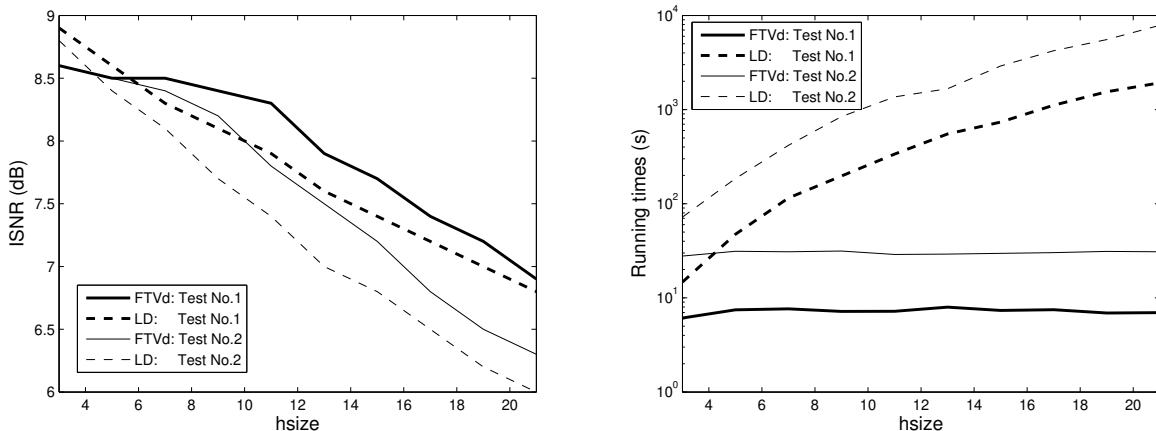 9
8.5
8
7.5
7
6.5
6
ISNR (dB)
4 6 8 10 12 14 16 18 20
hsize
FTVd: Test No.1
LD: Test No.1
FTVd: Test No.2
LD: Test No.2
10^4
10^3
10^2
10^1
10^0
Running times (s)
4 6 8 10 12 14 16 18 20
hsize
FTVd: Test No.1
LD: Test No.1
FTVd: Test No.2
LD: Test No.2